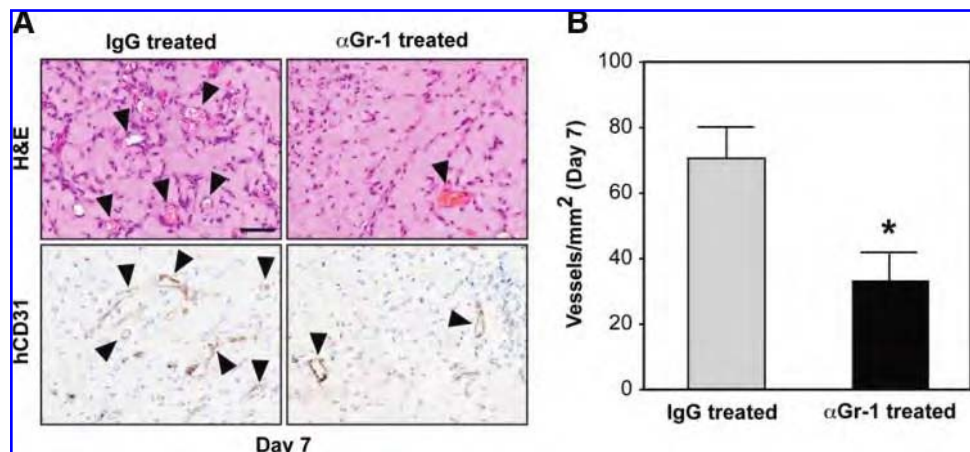 A
IgG treated
αGr-1 treated
H&E
hCD31
Day 7
B
Vessels/mm² (Day 7)
100
80
60
40
20
0
*
IgG treated
αGr-1 treated